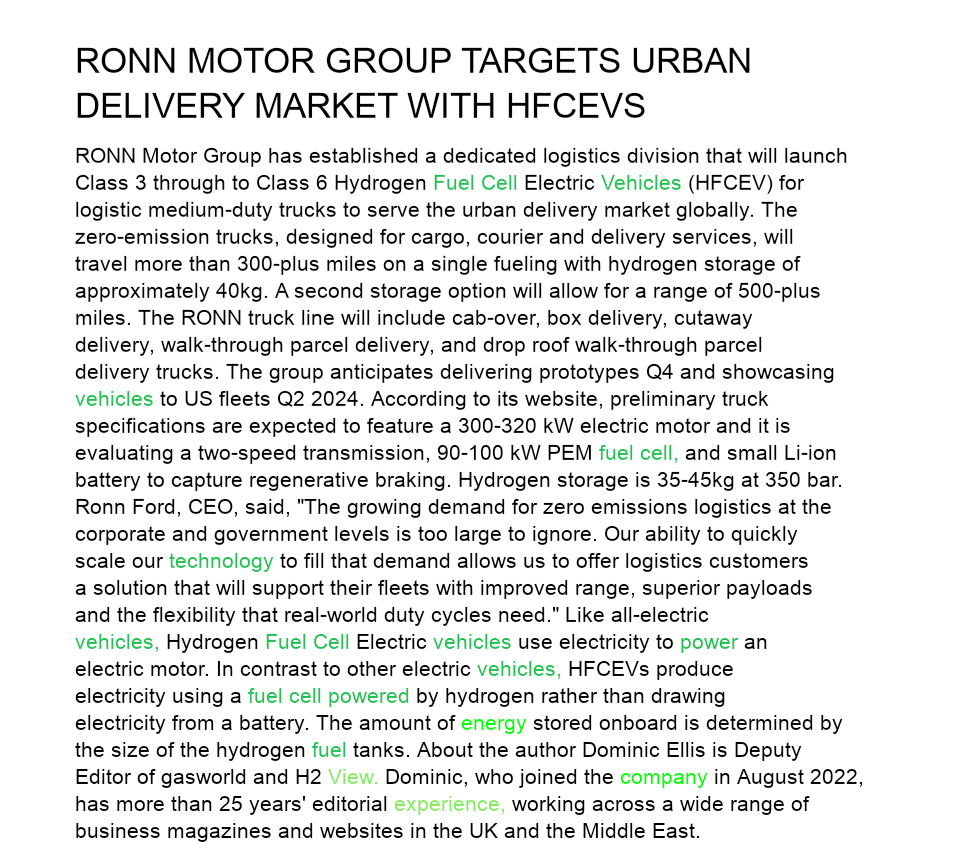 RONN MOTOR GROUP TARGETS URBAN
DELIVERY MARKET WITH HFCEVS
RONN Motor Group has established a dedicated logistics division that will launch
Class 3 through to Class 6 Hydrogen Fuel Cell Electric Vehicles (HFCEV) for
logistic medium-duty trucks to serve the urban delivery market globally. The
zero-emission trucks, designed for cargo, courier and delivery services, will
travel more than 300-plus miles on a single fueling with hydrogen storage of
approximately 40kg. A second storage option will allow for a range of 500-plus
miles. The RONN truck line will include cab-over, box delivery, cutaway
delivery, walk-through parcel delivery, and drop roof walk-through parcel
delivery trucks. The group anticipates delivering prototypes Q4 and showcasing
vehicles to US fleets Q2 2024. According to its website, preliminary truck
specifications are expected to feature a 300-320 kW electric motor and it is
evaluating a two-speed transmission, 90-100 kW PEM fuel cell, and small Li-ion
battery to capture regenerative braking. Hydrogen storage is 35-45kg at 350 bar.
Ronn Ford, CEO, said, "The growing demand for zero emissions logistics at the
corporate and government levels is too large to ignore. Our ability to quickly
scale our technology to fill that demand allows us to offer logistics customers
a solution that will support their fleets with improved range, superior payloads
and the flexibility that real-world duty cycles need." Like all-electric
vehicles, Hydrogen Fuel Cell Electric vehicles use electricity to power an
electric motor. In contrast to other electric vehicles, HFCEVs produce
electricity using a fuel cell powered by hydrogen rather than drawing
electricity from a battery. The amount of energy stored onboard is determined by
the size of the hydrogen fuel tanks. About the author Dominic Ellis is Deputy
Editor of gasworld and H2 View. Dominic, who joined the company in August 2022,
has more than 25 years' editorial experience, working across a wide range of
business magazines and websites in the UK and the Middle East.